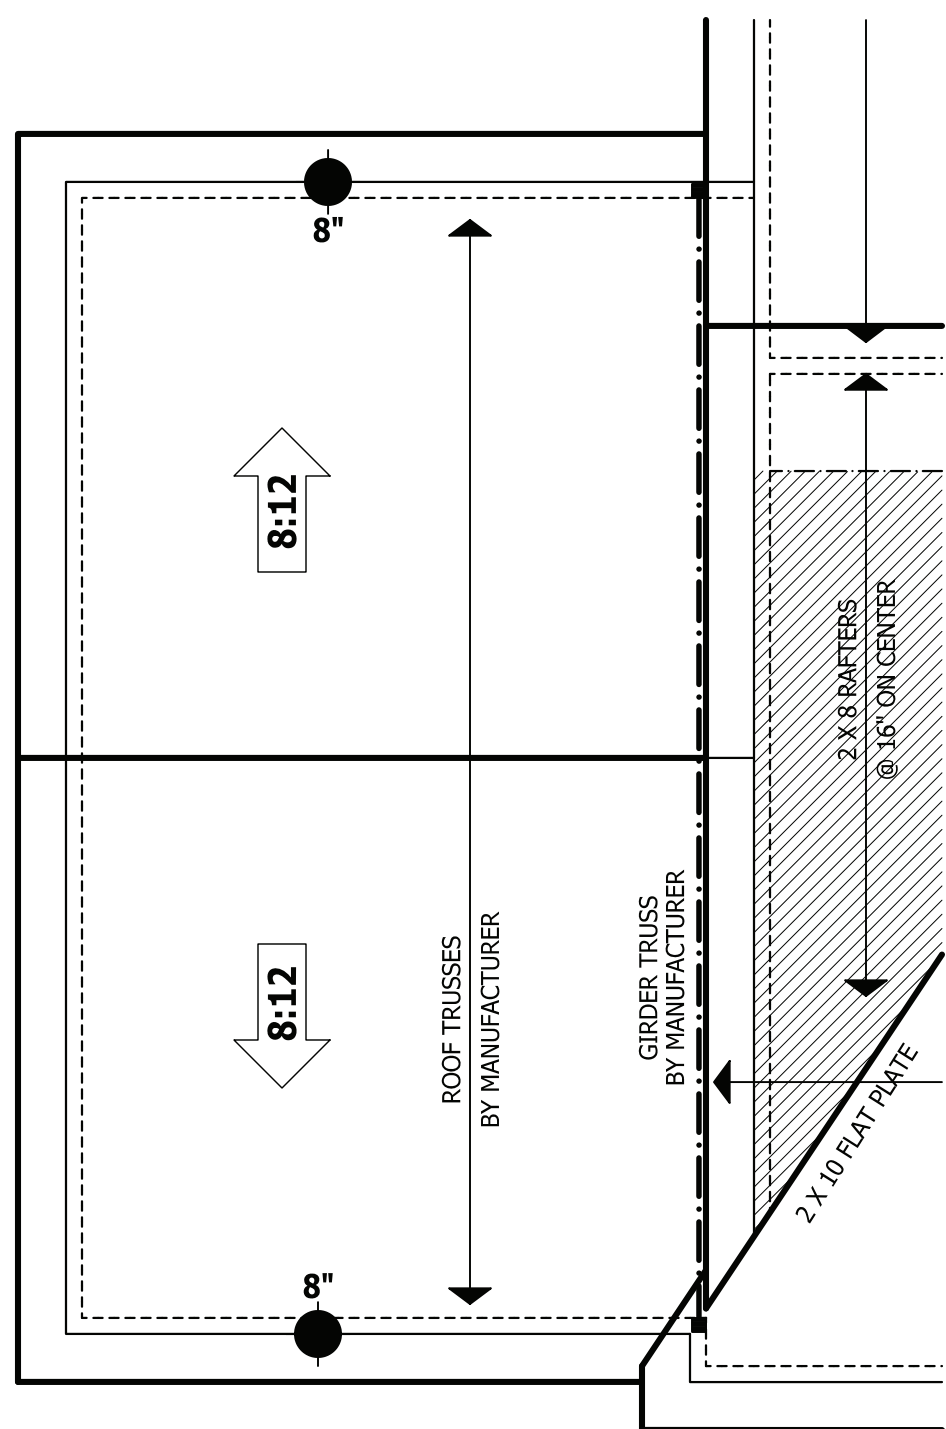 8"
8:12
2 X 8 RAFTERS
@ 16" ON CENTER
8:12
ROOF TRUSSES
BY MANUFACTURER
GIRDER TRUSS
BY MANUFACTURER
2 X 10 FLAT PLATE
8"